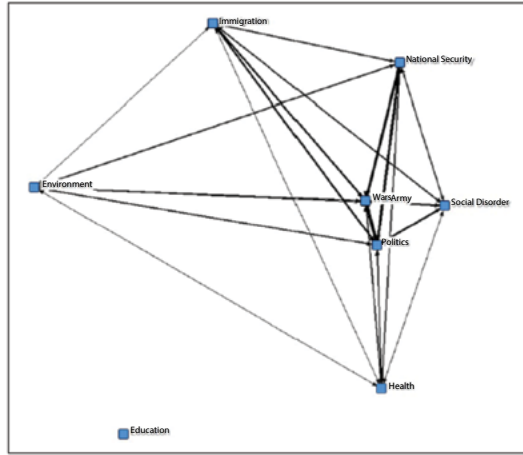 Immigration
National Security
Environment
WarsArmy
Social Disorder
Politics
Health
Education